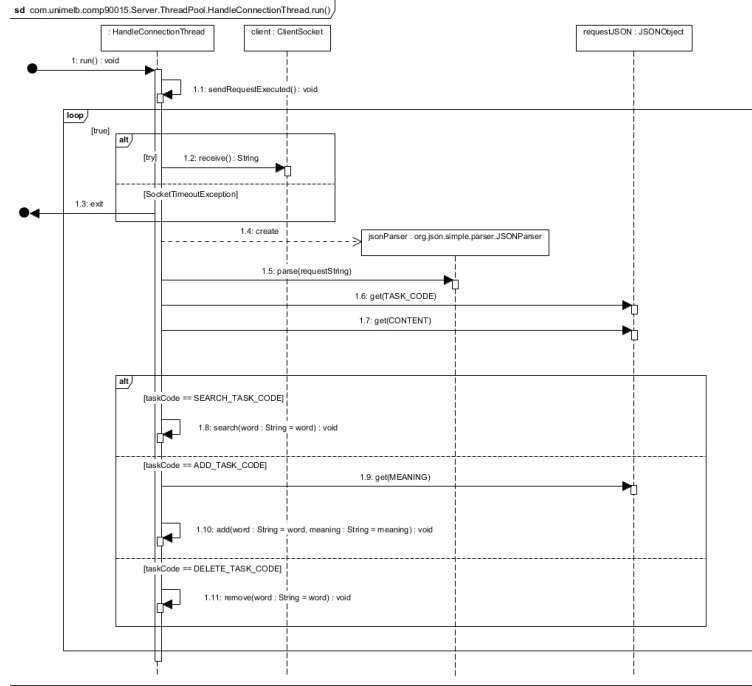 sd com.unimelb.comp90015.Server.ThreadPool.HandleConnectionThread.run()
: HandleConnectionThread
client : ClientSocket
requestJSON : JSONObject
1: run() : void
1.1: sendRequestExecuted() : void
loop
[true]
alt
[try]
1.2: receive() : String
[SocketTimeoutException]
1.3: exit
1.4: create
jsonParser : org.json.simple.parser.JSONParser
1.5: parse(requestString)
1.6: get(TASK_CODE)
1.7: get(CONTENT)
alt
[taskCode == SEARCH_TASK_CODE]
1.8: search(word : String = word) : void
[taskCode == ADD_TASK_CODE]
1.9: get(MEANING)
1.10: add(word : String = word, meaning : String = meaning) : void
[taskCode == DELETE_TASK_CODE]
1.11: remove(word : String = word) : void